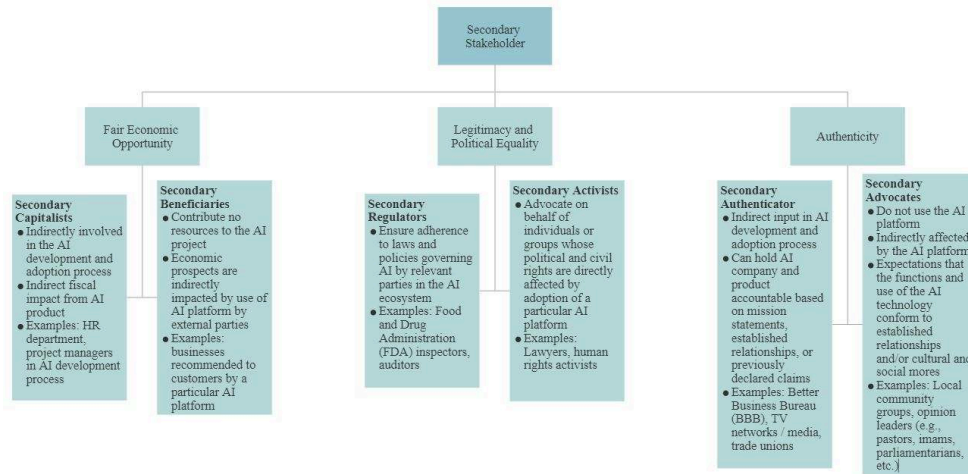 Secondary
Stakeholder
Fair Economic
Opportunity
Legitimacy and
Political Equality
Authenticity
Secondary
Capitalists
● Indirectly involved
in the AI
development and
adoption process
● Indirect fiscal
impact from AI
product
● Examples: HR
department,
project managers
in AI development
process
Secondary
Beneficiaries
● Contribute no
resources to the AI
project
● Economic
prospects are
indirectly
impacted by use of
AI platform by
external parties
● Examples:
businesses
recommended to
customers by a
particular AI
platform
Secondary
Regulators
● Ensure adherence
to laws and
policies governing
AI by relevant
parties in the AI
ecosystem
● Examples: Food
and Drug
Administration
(FDA) inspectors,
auditors
Secondary Activists
● Advocate on
behalf of
individuals or
groups whose
political and civil
rights are directly
affected by
adoption of a
particular AI
platform
● Examples:
Lawyers, human
rights activists
Secondary
Authenticator
● Indirect input in AI
development and
adoption process
● Can hold AI
company and
product
accountable based
on mission
statements,
established
relationships, or
previously
declared claims
● Examples: Better
Business Bureau
(BBB), TV
networks / media,
trade unions
Secondary
Advocates
● Do not use the AI
platform
● Indirectly affected
by the AI platform
● Expectations that
the functions and
use of the AI
technology
conform to
established
relationships
and/or cultural and
social mores
● Examples: Local
community
groups, opinion
leaders (e.g.,
pastors, imams,
parliamentarians,
etc.)